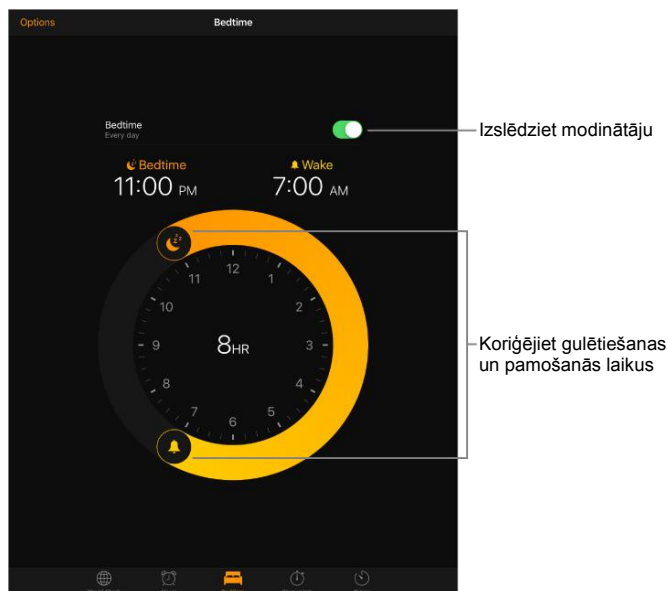 Options
Bedtime
Bedtime
Every day
Izslēdziet modinātāju
Bedtime
Wake
11:00 PM
7:00 AM
z z z
12
11
1
10
2
9
8HR
3
8
4
7
5
6
Koriģējiet gulētiešanas
un pamošanās laikus